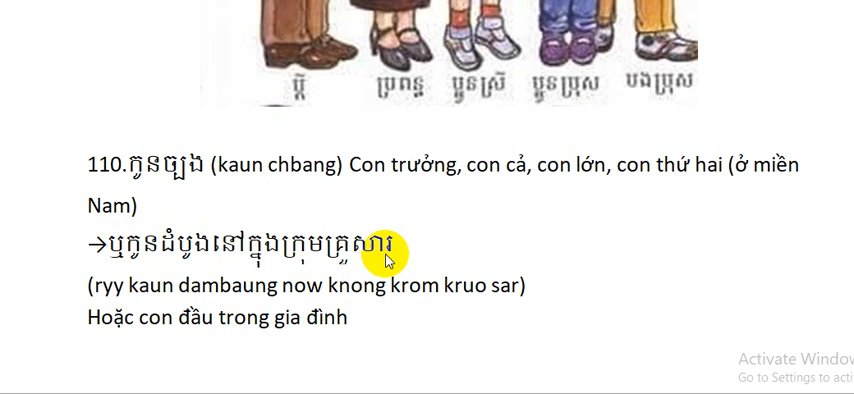 ប្ដី ប្រពន្ធ ប្អូនស្រី ប្អូនប្រុស បងប្រុស
110.កូនច្បង (kaun chbang) Con trưởng, con cả, con lớn, con thứ hai (ở miền
Nam)
→ឬកូនដំបូងនៅក្នុងក្រុមគ្រួសារ
(ryy kaun dambaung now knong krom kruo sar)
Hoặc con đầu trong gia đình
Activate Windov
Go to Settings to acti